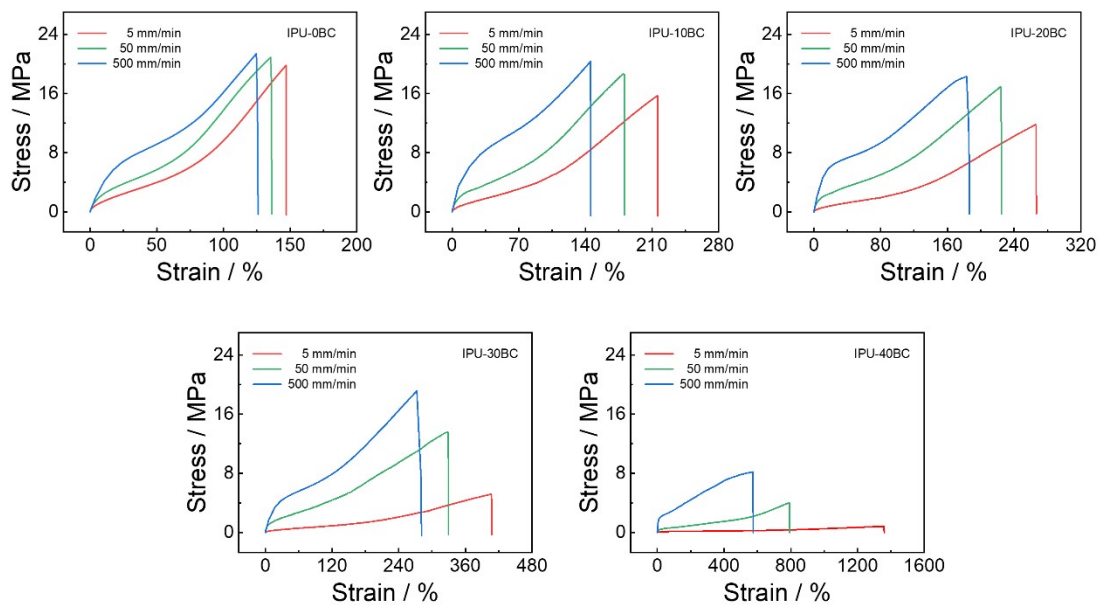 5 mm/min
50 mm/min
500 mm/min
IPU-0BC
24
16
8
0
Stress / MPa
0 50 100 150 200
Strain / %
5 mm/min
50 mm/min
500 mm/min
IPU-10BC
24
16
8
0
Stress / MPa
0 70 140 210 280
Strain / %
5 mm/min
50 mm/min
500 mm/min
IPU-20BC
24
16
8
0
Stress / MPa
0 80 160 240 320
Strain / %
5 mm/min
50 mm/min
500 mm/min
IPU-30BC
24
16
8
0
Stress / MPa
0 120 240 360 480
Strain / %
5 mm/min
50 mm/min
500 mm/min
IPU-40BC
24
16
8
0
Stress / MPa
0 400 800 1200 1600
Strain / %